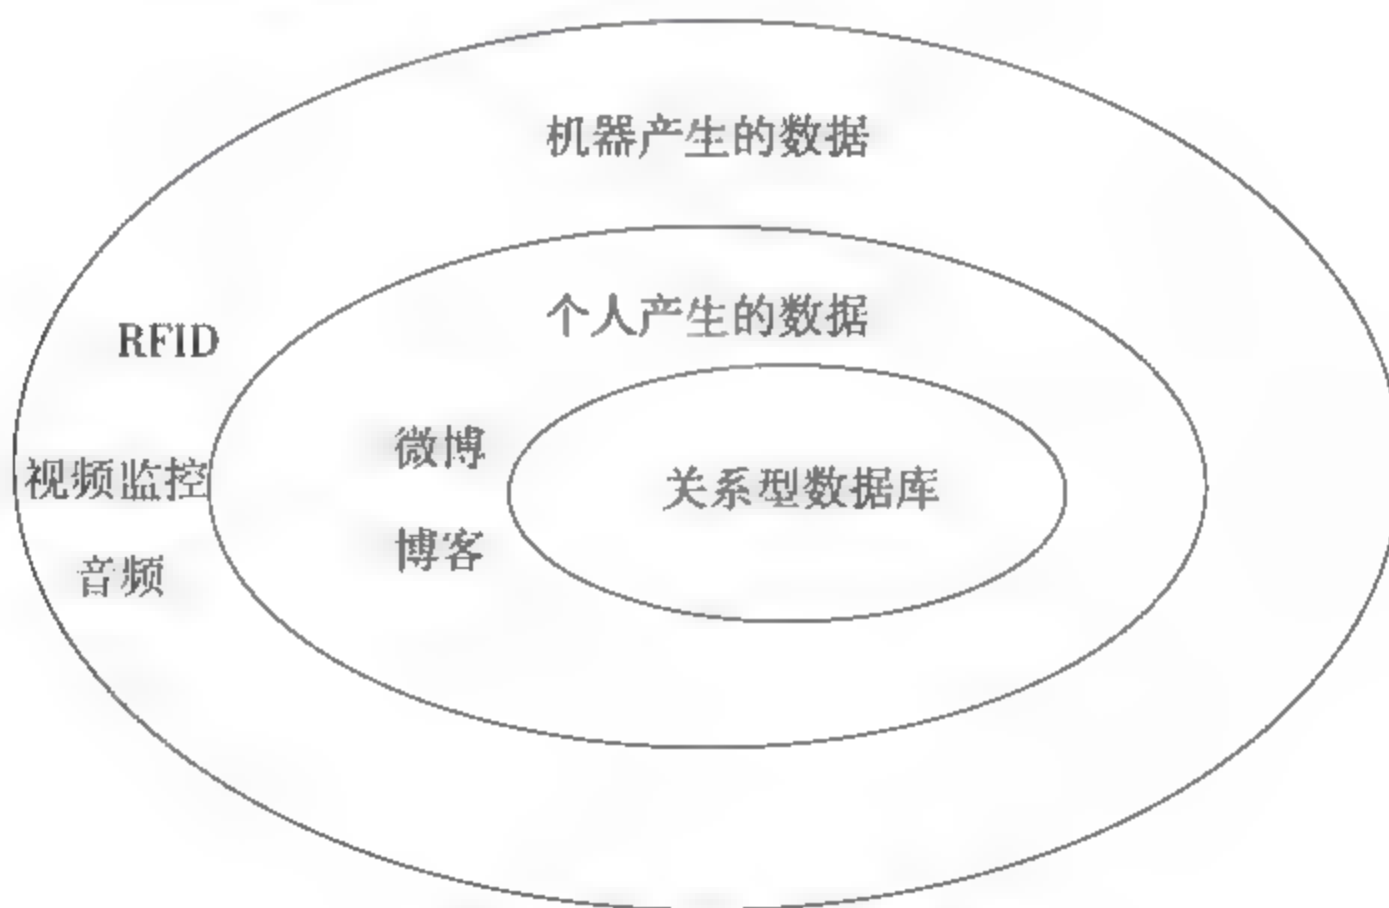 机器产生的数据
个人产生的数据
RFID
微博
视频监控
关系型数据库
博客
音频